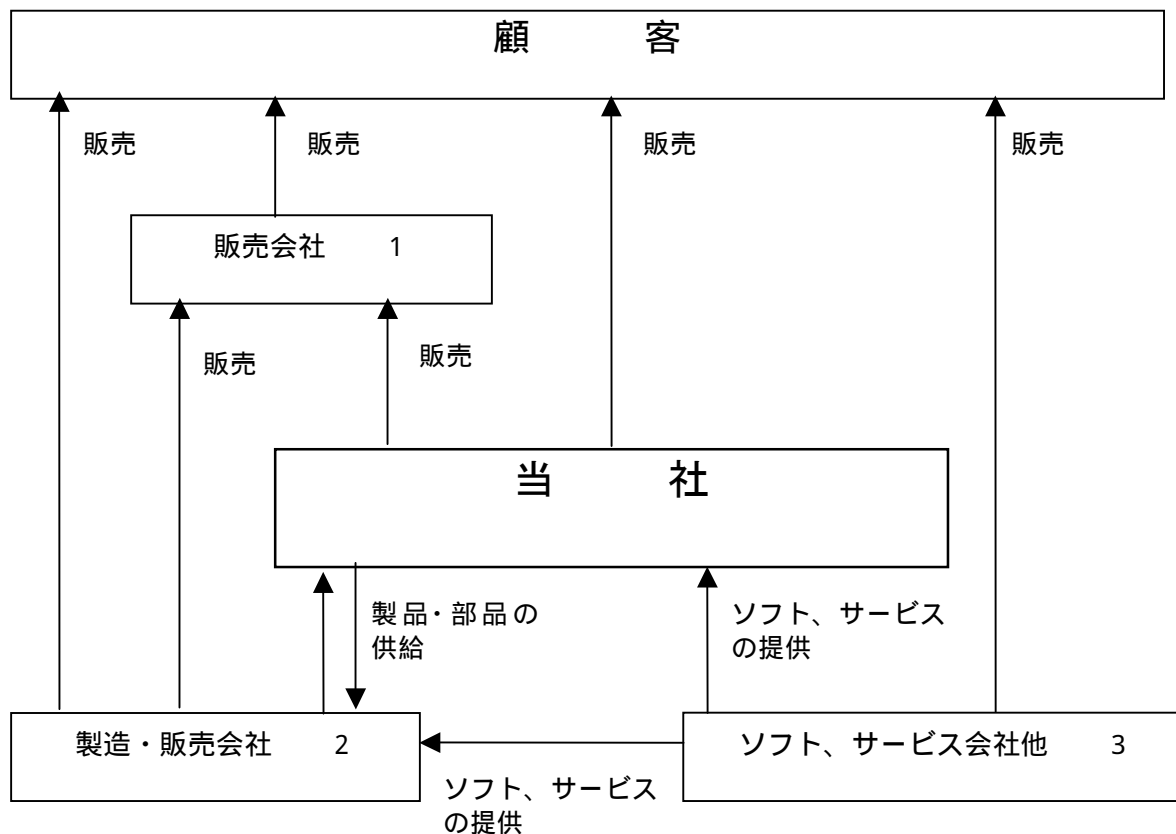 顧　客
販売
販売
販売
販売
販売会社 1
販売
販売
当　社
製品・部品の
供給
ソフト、サービス
の提供
製造・販売会社 2
ソフト、サービス会社他 3
ソフト、サービス
の提供